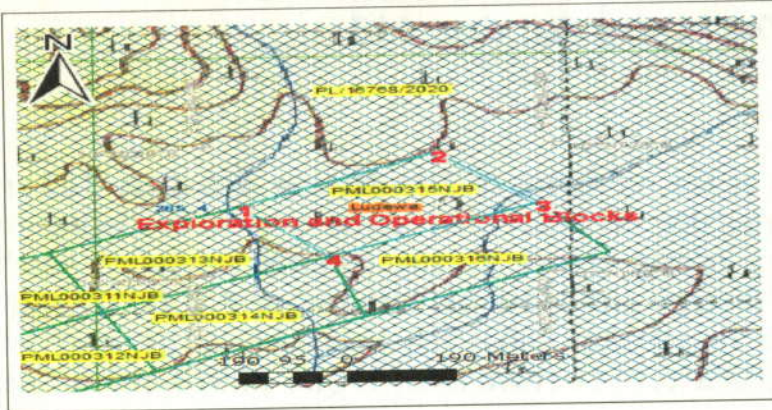 N
PL/16768/2020
2
PML000315NJB
Ludewa
1
3
Exploration and Operational Blocks
PML000313NJB
4
PML000316NJB
PML000311NJB
PML000314NJB
PML000312NJB
190 95 0 190 Meters